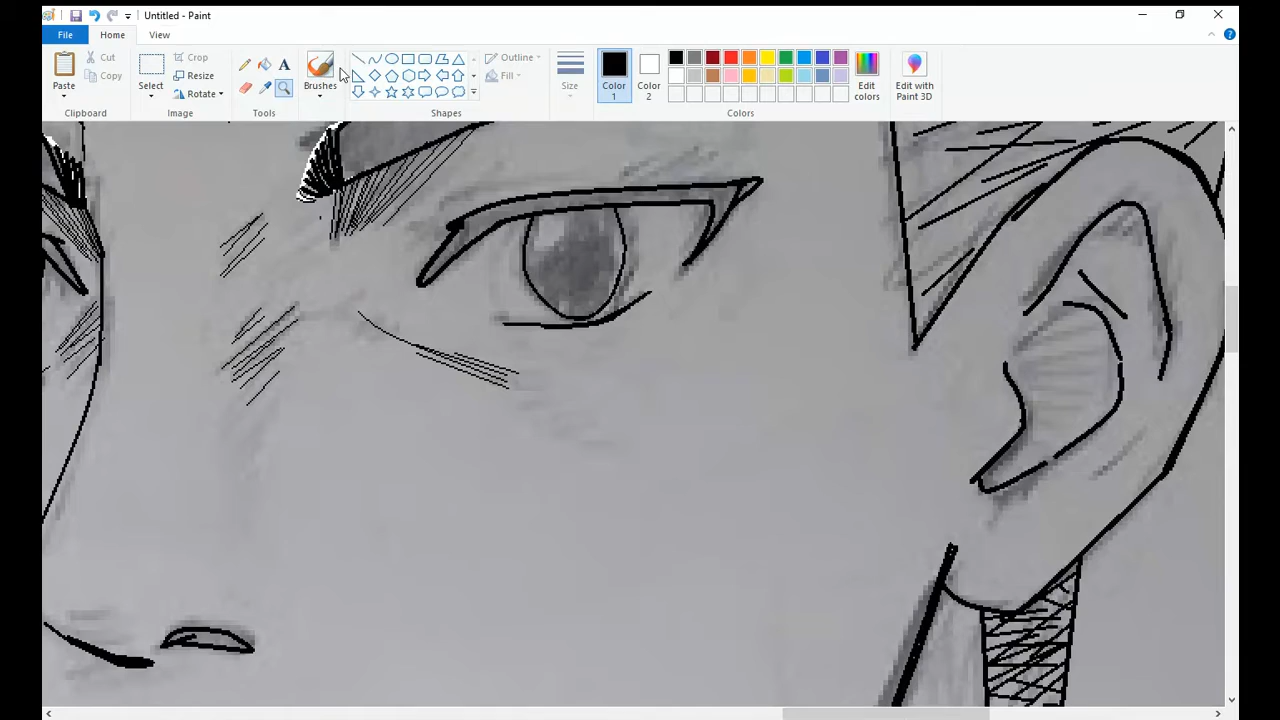 Untitled - Paint
File Home View
Paste
Cut
Copy
Clipboard
Select
Crop
Resize
Rotate
Image
A
Tools
Brushes
Outline
Fill
Shapes
Size
Color 1
Color 2
Edit colors
Colors
Edit with Paint 3D